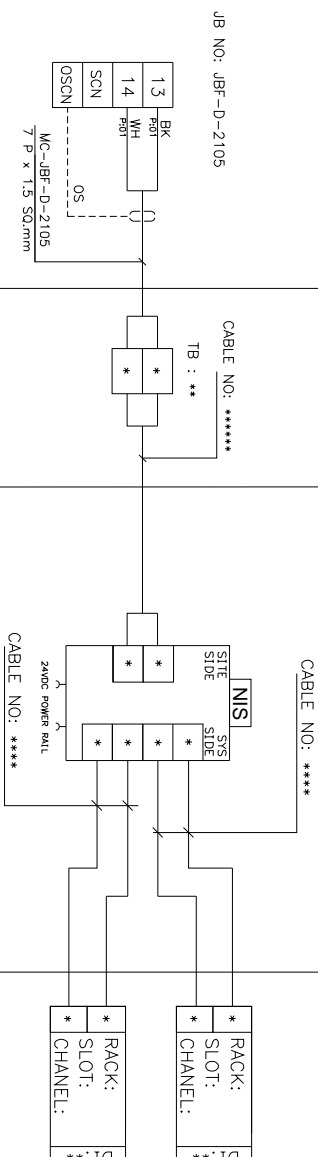 JB NO: JBF-D-2105
13
14
SCN
OSCN
BK
P:01
WH
P:01
OS
MC-JBF-D-2105
7 P x 1.5 SQ.mm
CABLE NO: ******
TB : **
*
*
CABLE NO: ****
NIS
SITE
SIDE
SYS
SIDE
*
*
*
*
*
*
24VDC POWER RAIL
CABLE NO: ****
*
*
RACK:
SLOT:
CHANEL:
*
*
RACK:
SLOT:
CHANEL: